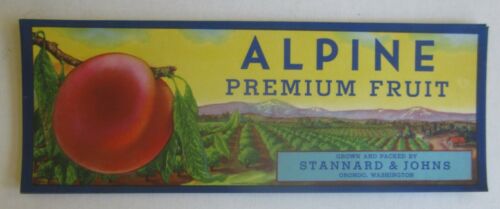 ALPINE
PREMIUM FRUIT
GROWN AND PACKED BY
STANNARD & JOHNS
ORONDO, WASHINGTON